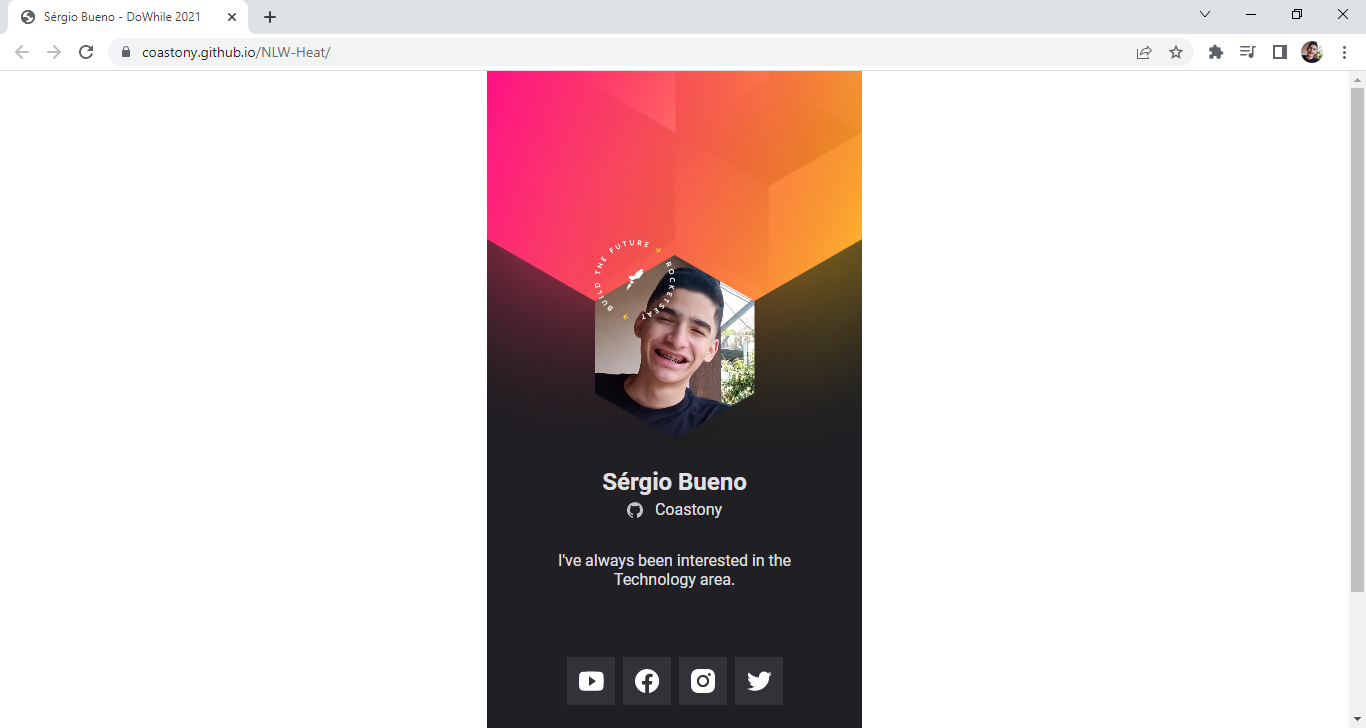 Sérgio Bueno - DoWhile 2021
coastony.github.io/NLW-Heat/
BUILD THE FUTURE → ROCKETSEAT →
Sérgio Bueno
Coastony
I've always been interested in the
Technology area.